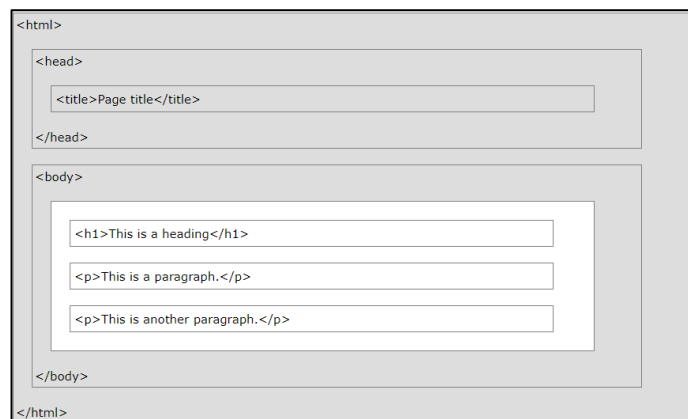 <html>
<head>
<title>Page title</title>
</head>
<body>
<h1>This is a heading</h1>
<p>This is a paragraph.</p>
<p>This is another paragraph.</p>
</body>
</html>